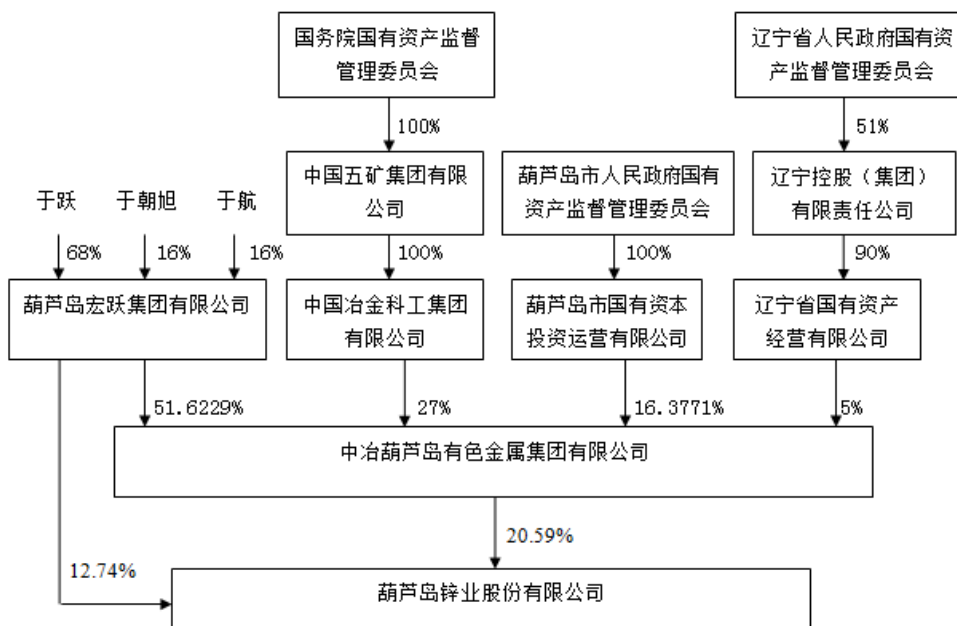 国务院国有资产监督
管理委员会
辽宁省人民政府国有资
产监督管理委员会
100%
51%
中国五矿集团有限
公司
葫芦岛市人民政府国有
资产监督管理委员会
辽宁控股（集团）
有限责任公司
于跃
于朝旭
于航
68%
16%
16%
100%
100%
90%
葫芦岛宏跃集团有限公司
中国冶金科工集团
有限公司
葫芦岛市国有资本
投资运营有限公司
辽宁省国有资产
经营有限公司
51.6229%
27%
16.3771%
5%
中冶葫芦岛有色金属集团有限公司
20.59%
12.74%
葫芦岛锌业股份有限公司